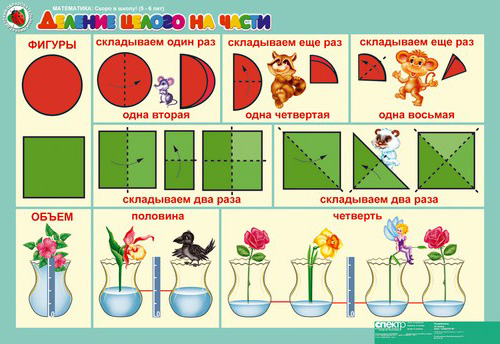 МАТЕМАТИКА: Скоро в школу! (5 - 6 лет)
ДЕЛЕНИЕ ЦЕЛОГО НА ЧАСТИ
ФИГУРЫ
складываем один раз
складываем еще раз
складываем еще раз
одна вторая
одна четвертая
одна восьмая
складываем два раза
складываем два раза
ОБЪЕМ
половина
четверть
СПЕКТР